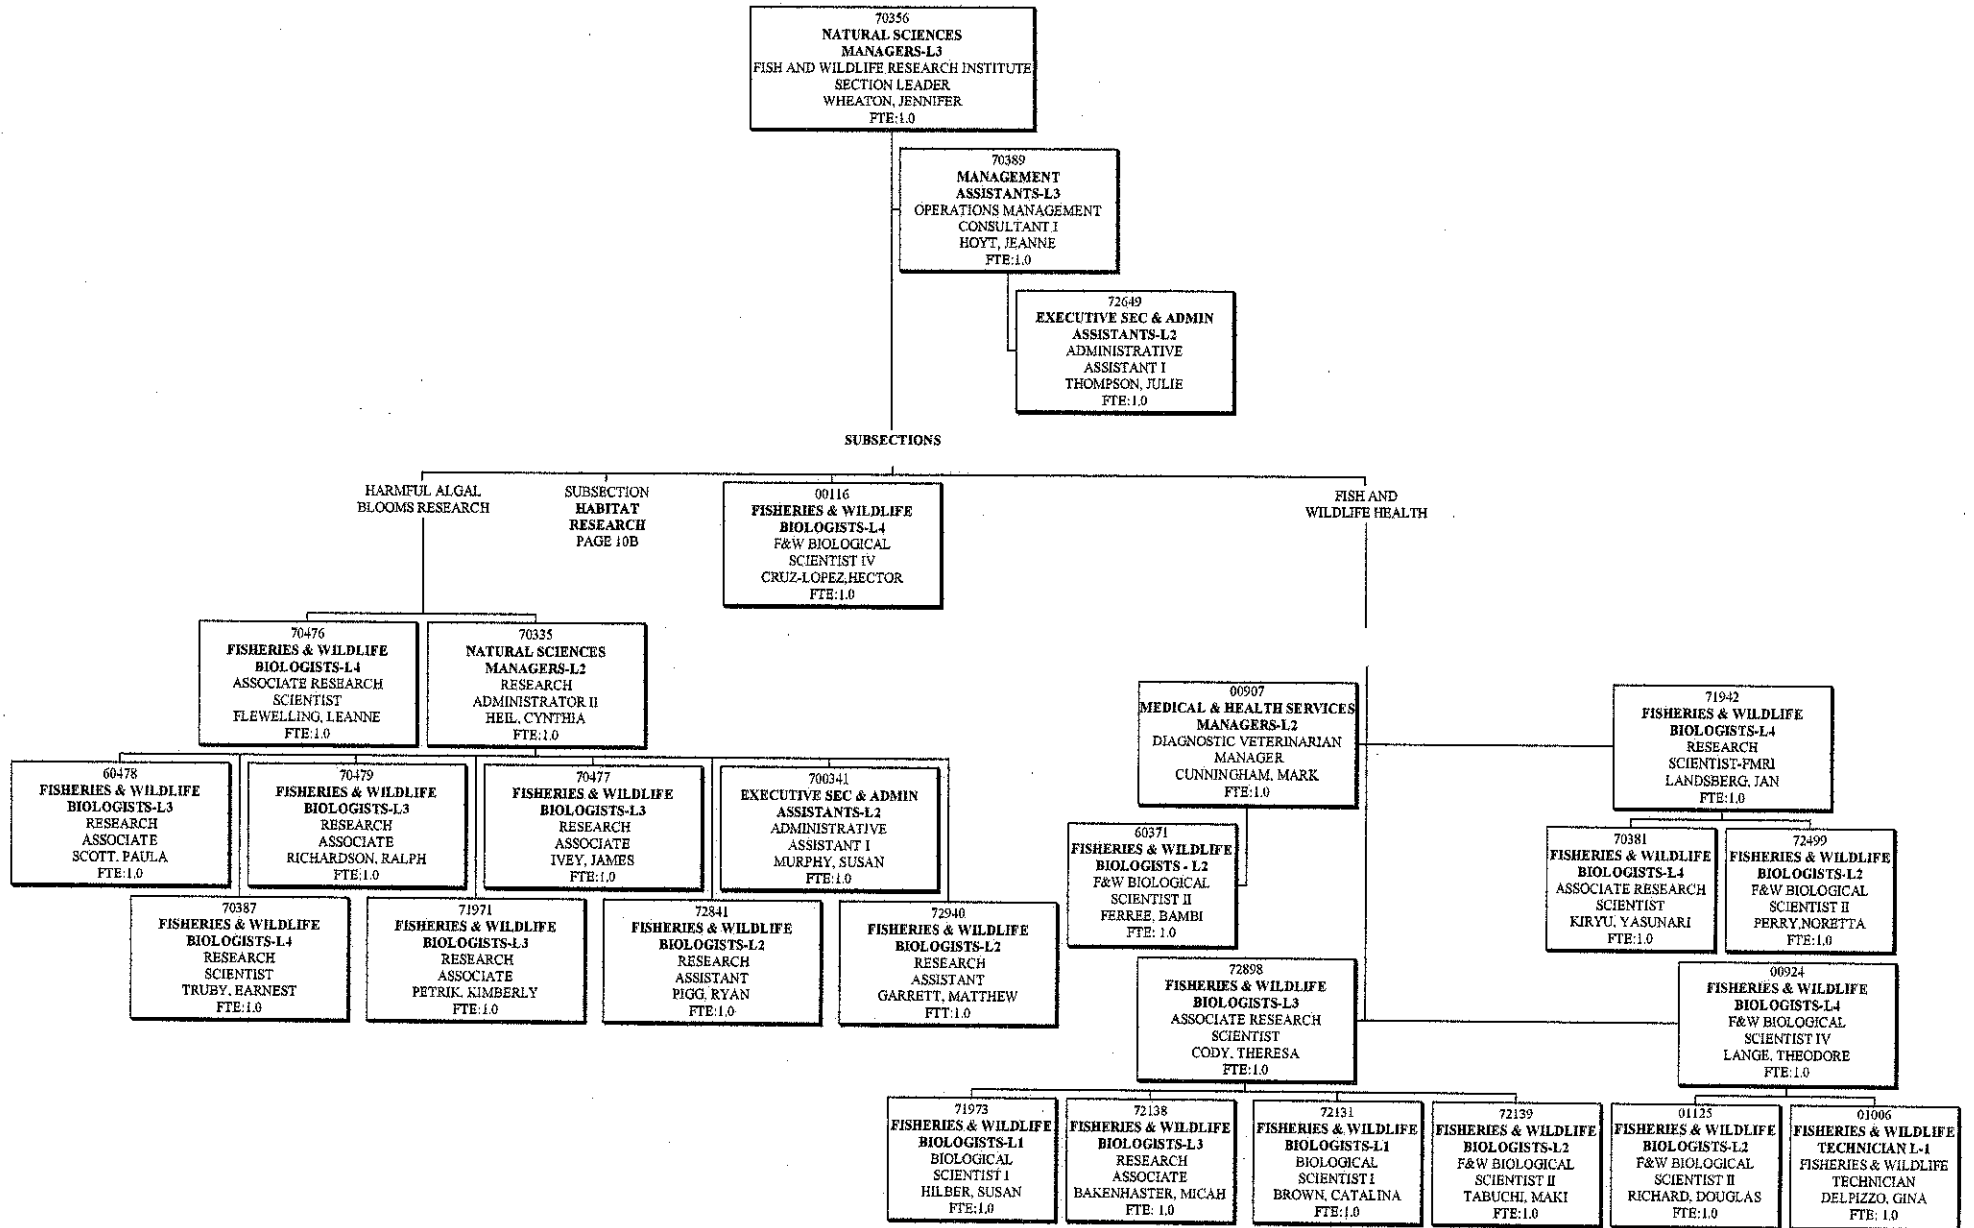 70356
NATURAL SCIENCES
MANAGERS-L3
FISH AND WILDLIFE RESEARCH INSTITUTE
SECTION LEADER
WHEATON, JENNIFER
FTE:1.0
70389
MANAGEMENT
ASSISTANTS-L3
OPERATIONS MANAGEMENT
CONSULTANT I
HOYT, JEANNE
FTE:1.0
72649
EXECUTIVE SEC & ADMIN
ASSISTANTS-L2
ADMINISTRATIVE
ASSISTANT I
THOMPSON, JULIE
FTE:1.0
SUBSECTIONS
HARMFUL ALGAL
BLOOMS RESEARCH
SUBSECTION
HABITAT
RESEARCH
PAGE 10B
00116
FISHERIES & WILDLIFE
BIOLOGISTS-L4
F&W BIOLOGICAL
SCIENTIST IV
CRUZ-LOPEZ,HECTOR
FTE:1.0
FISH AND
WILDLIFE HEALTH
70476
FISHERIES & WILDLIFE
BIOLOGISTS-L4
ASSOCIATE RESEARCH
SCIENTIST
FLEWELLING, LEANNE
FTE:1.0
70335
NATURAL SCIENCES
MANAGERS-L2
RESEARCH
ADMINISTRATOR II
HEIL, CYNTHIA
FTE:1.0
60478
FISHERIES & WILDLIFE
BIOLOGISTS-L3
RESEARCH
ASSOCIATE
SCOTT, PAULA
FTE:1.0
70479
FISHERIES & WILDLIFE
BIOLOGISTS-L3
RESEARCH
ASSOCIATE
RICHARDSON, RALPH
FTE:1.0
70477
FISHERIES & WILDLIFE
BIOLOGISTS-L3
RESEARCH
ASSOCIATE
IVEY, JAMES
FTE:1.0
700341
EXECUTIVE SEC & ADMIN
ASSISTANTS-L2
ADMINISTRATIVE
ASSISTANT I
MURPHY, SUSAN
FTE:1.0
70387
FISHERIES & WILDLIFE
BIOLOGISTS-L4
RESEARCH
SCIENTIST
TRUBY, EARNEST
FTE:1.0
71971
FISHERIES & WILDLIFE
BIOLOGISTS-L3
RESEARCH
ASSOCIATE
PETRIK, KIMBERLY
FTE:1.0
72841
FISHERIES & WILDLIFE
BIOLOGISTS-L2
RESEARCH
ASSISTANT
PIGG, RYAN
FTE:1.0
72940
FISHERIES & WILDLIFE
BIOLOGISTS-L2
RESEARCH
ASSISTANT
GARRETT, MATTHEW
FTT:1.0
00907
MEDICAL & HEALTH SERVICES
MANAGERS-L2
DIAGNOSTIC VETERINARIAN
MANAGER
CUNNINGHAM, MARK
FTE:1.0
71942
FISHERIES & WILDLIFE
BIOLOGISTS-L4
RESEARCH
SCIENTIST-FMRI
LANDSBERG, JAN
FTE:1.0
60371
FISHERIES & WILDLIFE
BIOLOGISTS - L2
F&W BIOLOGICAL
SCIENTIST II
FERREE, BAMBI
FTE: 1.0
70381
FISHERIES & WILDLIFE
BIOLOGISTS-L4
ASSOCIATE RESEARCH
SCIENTIST
KIRYU, YASUNARI
FTE:1.0
72499
FISHERIES & WILDLIFE
BIOLOGISTS-L2
F&W BIOLOGICAL
SCIENTIST II
PERRY,NORETTA
FTE:1.0
72898
FISHERIES & WILDLIFE
BIOLOGISTS-L3
ASSOCIATE RESEARCH
SCIENTIST
CODY, THERESA
FTE:1.0
00924
FISHERIES & WILDLIFE
BIOLOGISTS-L4
F&W BIOLOGICAL
SCIENTIST IV
LANGE, THEODORE
FTE:1.0
71973
FISHERIES & WILDLIFE
BIOLOGISTS-L1
BIOLOGICAL
SCIENTIST I
HILBER, SUSAN
FTE:1.0
72138
FISHERIES & WILDLIFE
BIOLOGISTS-L3
RESEARCH
ASSOCIATE
BAKENHASTER, MICAH
FTE: 1.0
72131
FISHERIES & WILDLIFE
BIOLOGISTS-L1
BIOLOGICAL
SCIENTIST I
BROWN, CATALINA
FTE:1.0
72139
FISHERIES & WILDLIFE
BIOLOGISTS-L2
F&W BIOLOGICAL
SCIENTIST II
TABUCHI, MAKI
FTE:1.0
01125
FISHERIES & WILDLIFE
BIOLOGISTS-L2
F&W BIOLOGICAL
SCIENTIST II
RICHARD, DOUGLAS
FTE:1.0
01006
FISHERIES & WILDLIFE
TECHNICIAN L-1
FISHERIES & WILDLIFE
TECHNICIAN
DELPIZZO, GINA
FTE: 1.0